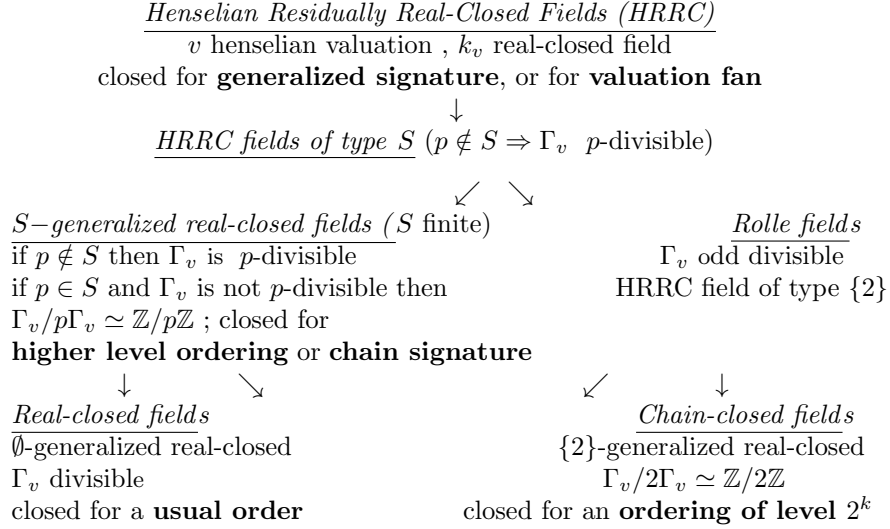 Henselian Residually Real-Closed Fields (HRRC)
v henselian valuation , k_v real-closed field
closed for generalized signature, or for valuation fan
↓
HRRC fields of type S (p ∉ S ⇒ Γ_v p-divisible)
↙ ↘
S−generalized real-closed fields (S finite)
if p ∉ S then Γ_v is p-divisible
if p ∈ S and Γ_v is not p-divisible then
Γ_v/pΓ_v ≃ ℤ/pℤ ; closed for
higher level ordering or chain signature
Rolle fields
Γ_v odd divisible
HRRC field of type {2}
↓ ↘ ↙ ↓
Real-closed fields
∅-generalized real-closed
Γ_v divisible
closed for a usual order
Chain-closed fields
{2}-generalized real-closed
Γ_v/2Γ_v ≃ ℤ/2ℤ
closed for an ordering of level 2^k